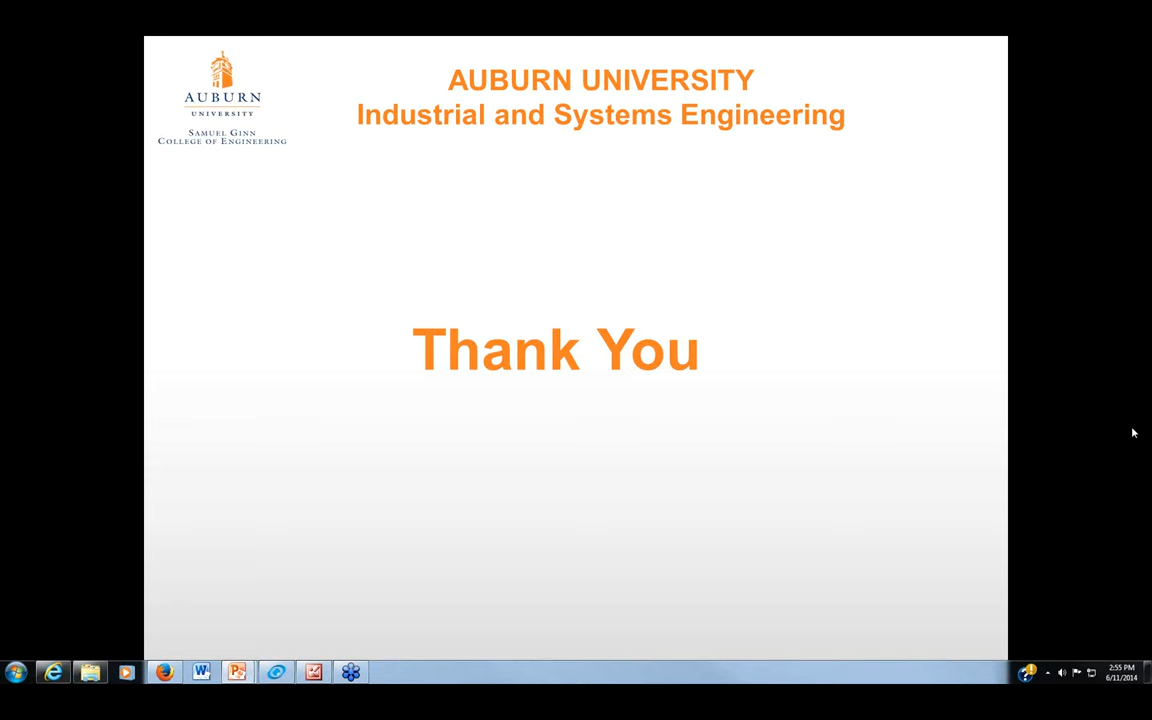 AUBURN UNIVERSITY
Industrial and Systems Engineering
AUBURN
UNIVERSITY
SAMUEL GINN
COLLEGE OF ENGINEERING
Thank You
2:55 PM
6/11/2014